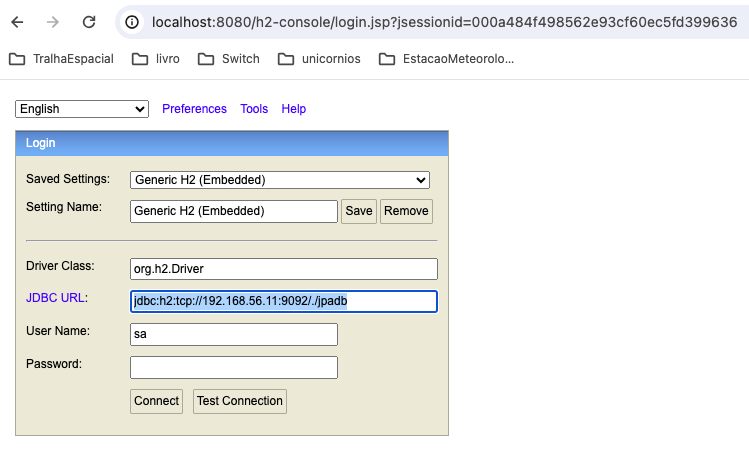 localhost:8080/h2-console/login.jsp?jsessionid=000a484f498562e93cf60ec5fd399636
TralhaEspacial livro Switch unicornios EstacaoMeteorolo...
English Preferences Tools Help
Login
Saved Settings: Generic H2 (Embedded)
Setting Name: Generic H2 (Embedded) Save Remove
Driver Class: org.h2.Driver
JDBC URL: jdbc:h2:tcp://192.168.56.11:9092/./jpadb
User Name: sa
Password:
Connect Test Connection